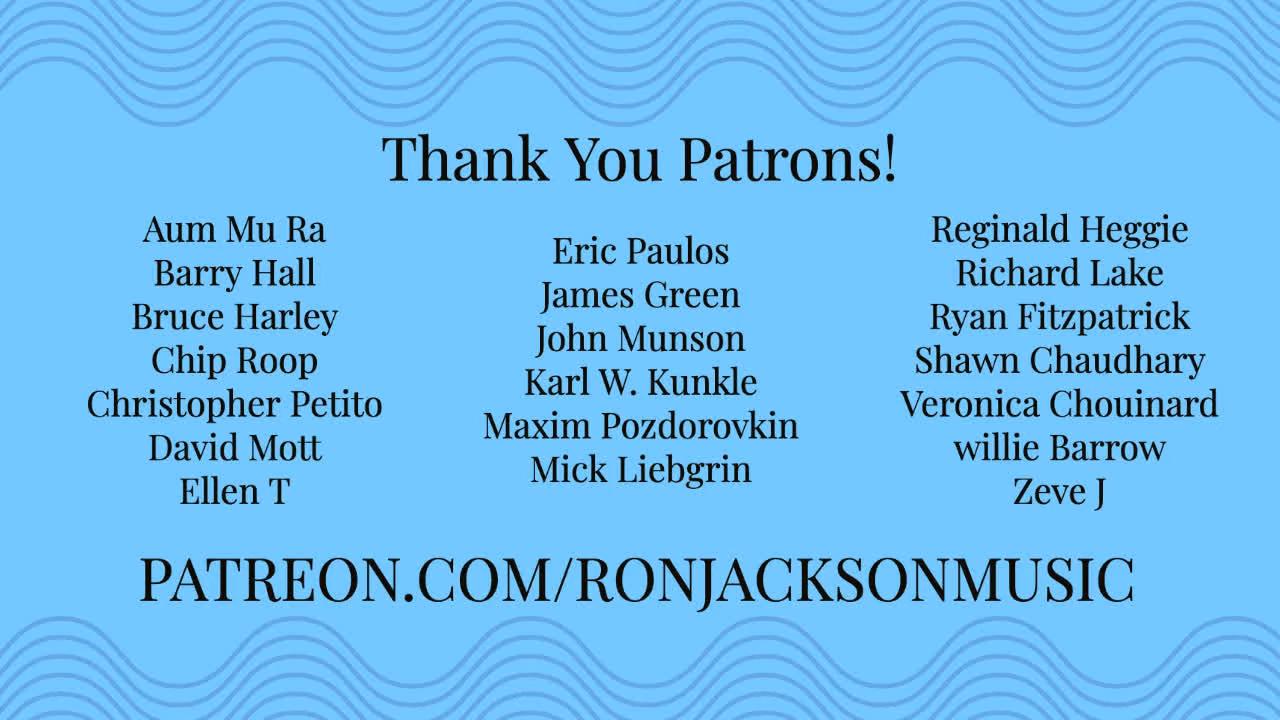 Thank You Patrons!
Aum Mu Ra
Barry Hall
Bruce Harley
Chip Roop
Christopher Petito
David Mott
Ellen T
Eric Paulos
James Green
John Munson
Karl W. Kunkle
Maxim Pozdorovkin
Mick Liebgrin
Reginald Heggie
Richard Lake
Ryan Fitzpatrick
Shawn Chaudhary
Veronica Chouinard
willie Barrow
Zeve J
PATREON.COM/RONJACKSONMUSIC